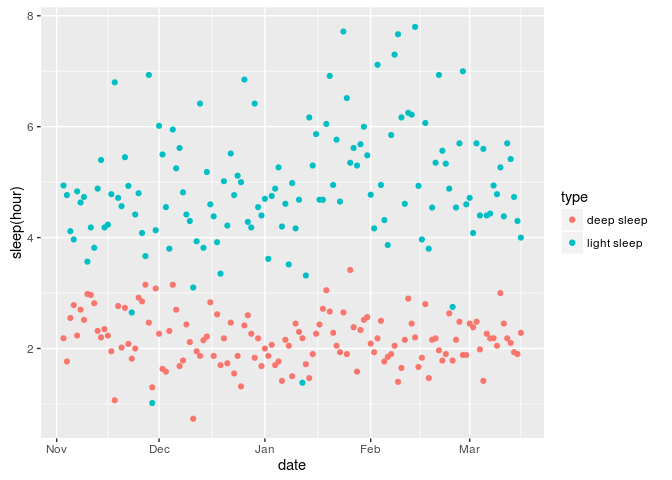 8
6
4
2
sleep(hour)
Nov
Dec
Jan
Feb
Mar
date
type
deep sleep
light sleep